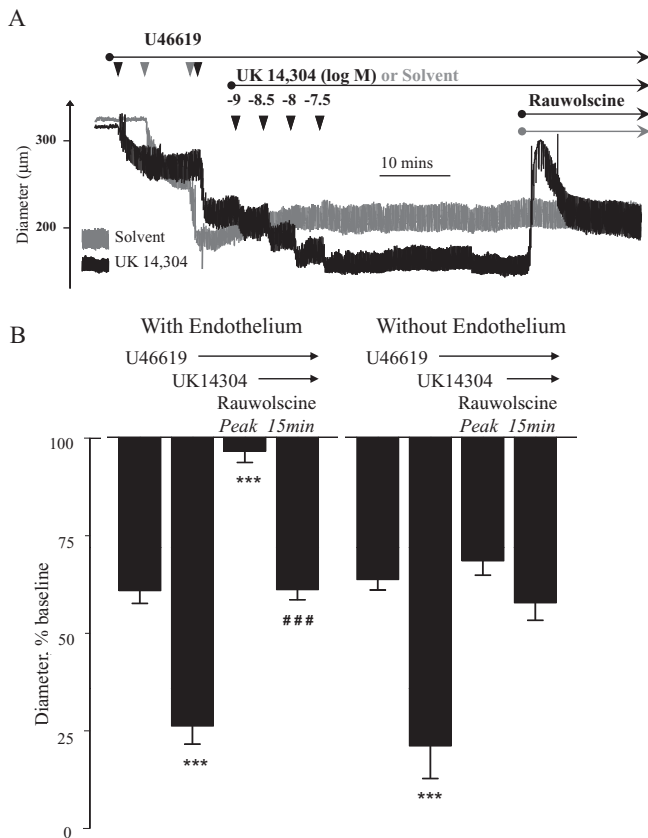 A
U46619
UK 14,304 (log M) or Solvent
-9 -8.5 -8 -7.5
Rauwolscine
10 mins
Diameter (µm)
300
200
Solvent
UK 14,304
B
With Endothelium
U46619
UK14304
Rauwolscine
Peak 15min
Without Endothelium
U46619
UK14304
Rauwolscine
Peak 15min
Diameter. % baseline
100
75
50
25
0
***
***
###
***